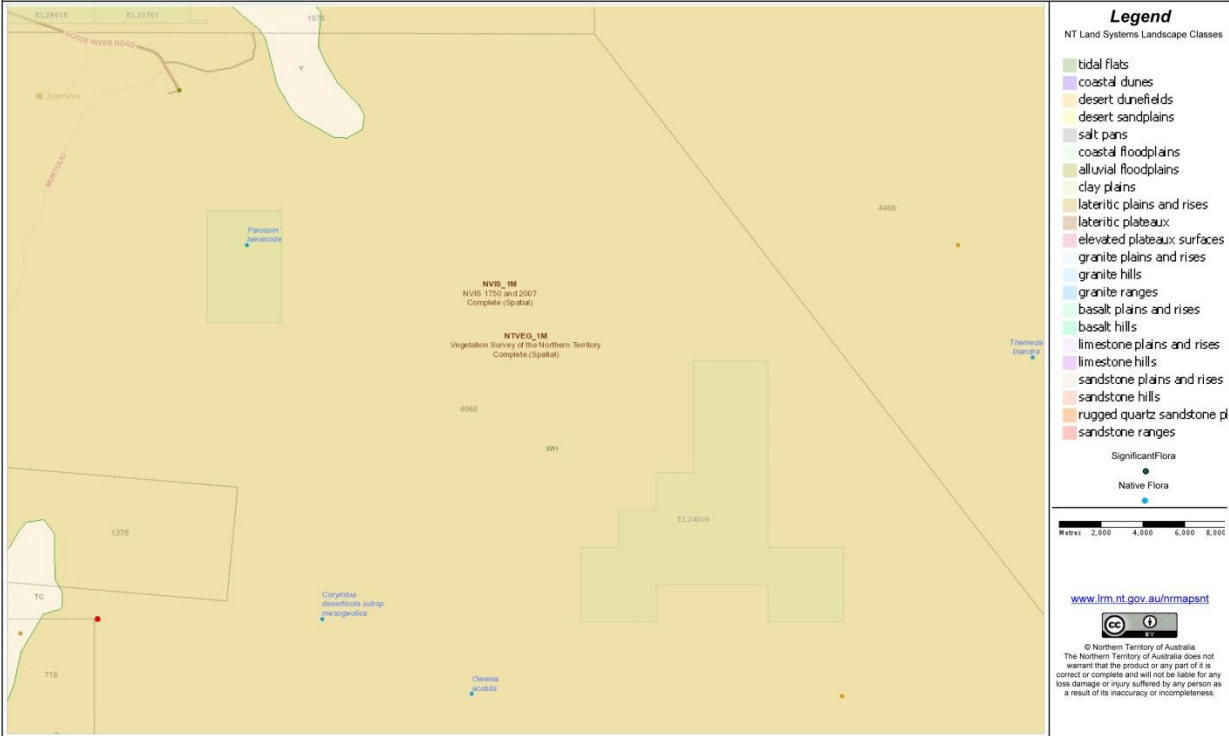 EL28618
EL30701
1075
GOSSE RIVER ROAD
Y
MURTULIO
Panicum
laevinode
4469
NVIS_1M
NVIS 1750 and 2007
Complete (Spatial)
NTVEG_1M
Vegetation Survey of the Northern Territory
Complete (Spatial)
Themeda
triandra
4068
WH
EL24009
1375
TC
718
Corymbia
deserticola subsp.
mesogeotica
Owenia
acidula
Legend
NT Land Systems Landscape Classes
tidal flats
coastal dunes
desert dunefields
desert sandplains
salt pans
coastal floodplains
alluvial floodplains
clay plains
lateritic plains and rises
lateritic plateaux
elevated plateaux surfaces
granite plains and rises
granite hills
granite ranges
basalt plains and rises
basalt hills
limestone plains and rises
limestone hills
sandstone plains and rises
sandstone hills
rugged quartz sandstone pl
sandstone ranges
SignificantFlora
Native Flora
Metres 2,000 4,000 6,000 8,000
www.lrm.nt.gov.au/nrmapsnt
cc BY
© Northern Territory of Australia
The Northern Territory of Australia does not
warrant that the product or any part of it is
correct or complete and will not be liable for any
loss damage or injury suffered by any person as
a result of its inaccuracy or incompleteness.